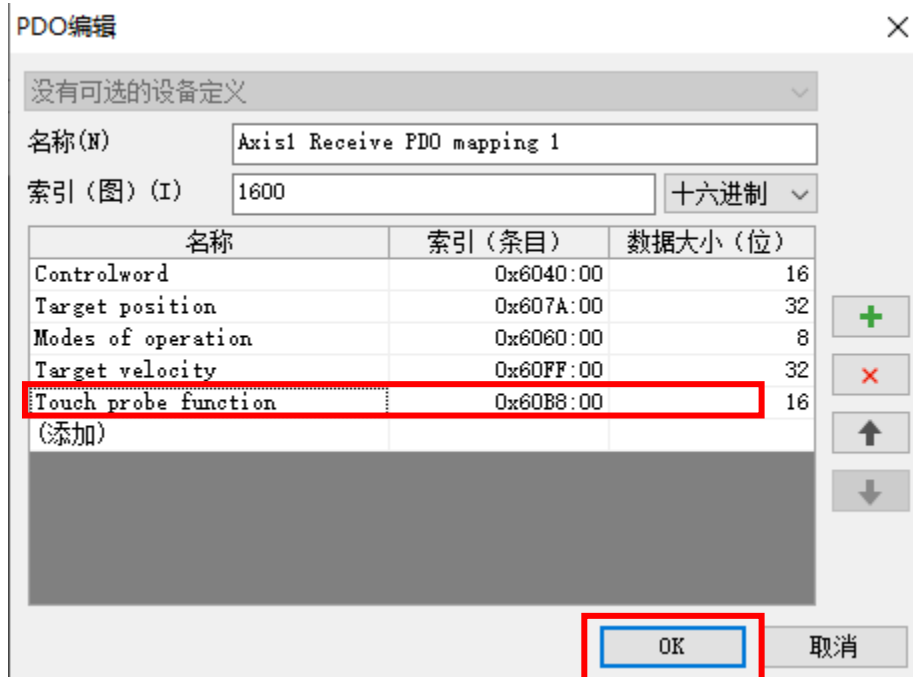 PDO编辑
没有可选的设备定义
名称(N) Axis1 Receive PDO mapping 1
索引（图）(I) 1600 十六进制
名称 索引（条目） 数据大小（位）
Controlword 0x6040:00 16
Target position 0x607A:00 32
Modes of operation 0x6060:00 8
Target velocity 0x60FF:00 32
Touch probe function 0x60B8:00 16
(添加)
OK 取消